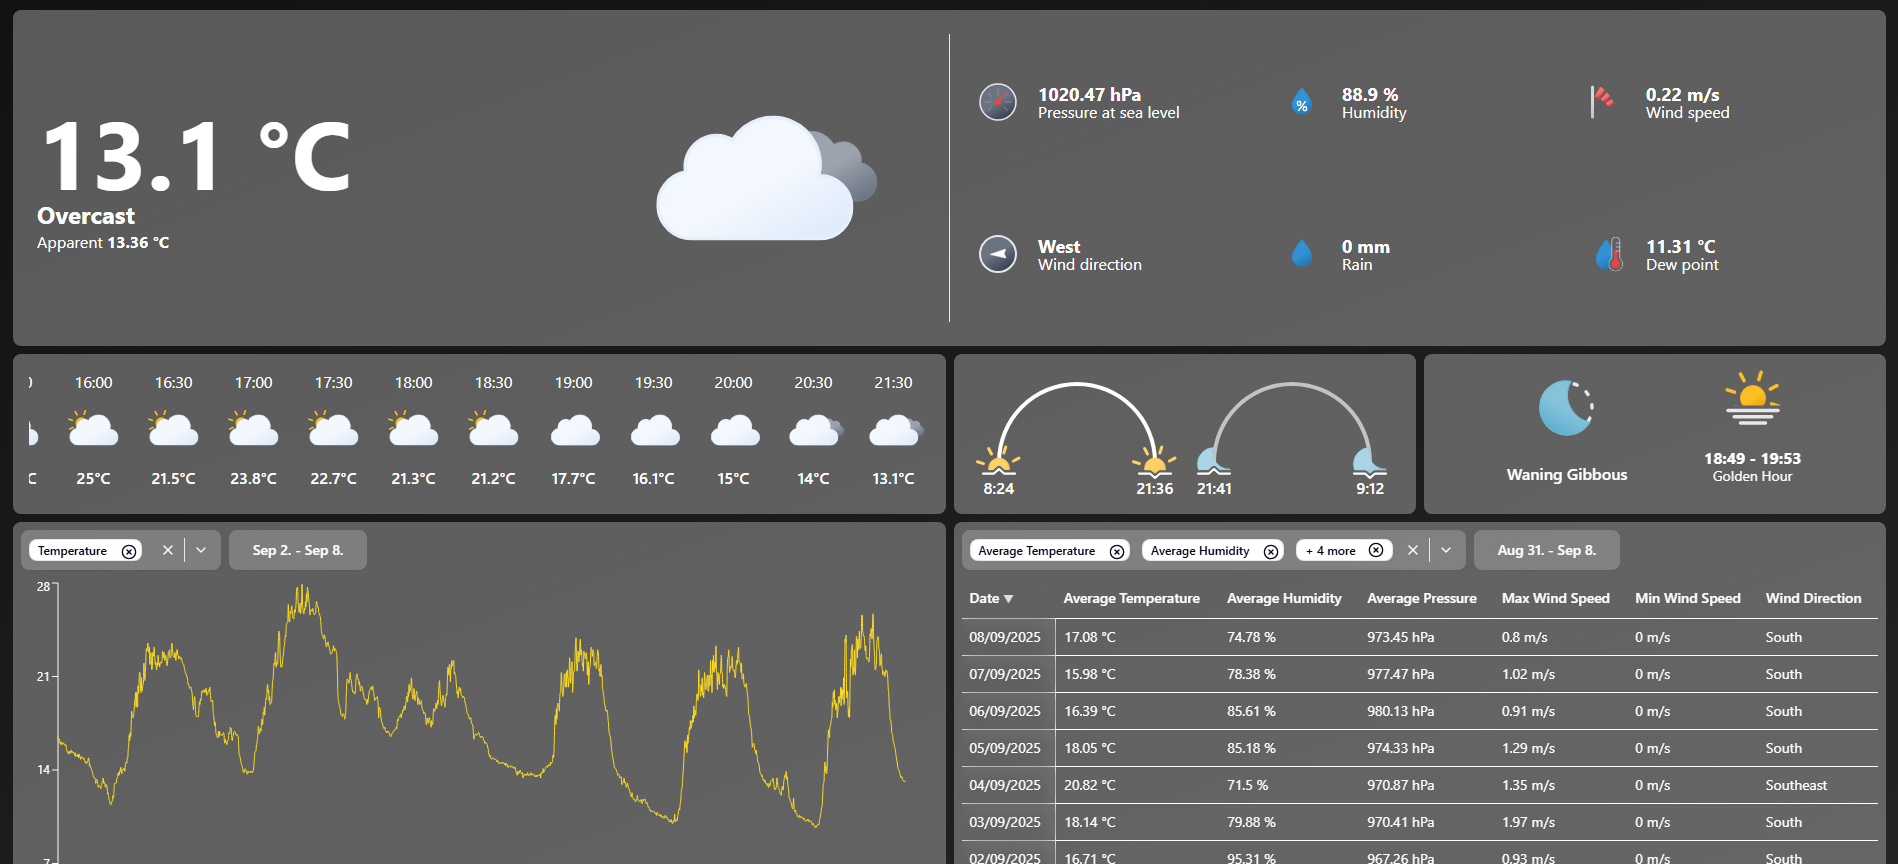 13.1 °C
Overcast
Apparent 13.36 °C
1020.47 hPa
Pressure at sea level
%
88.9 %
Humidity
0.22 m/s
Wind speed
West
Wind direction
0 mm
Rain
11.31 °C
Dew point
16:00 16:30 17:00 17:30 18:00 18:30 19:00 19:30 20:00 20:30 21:30
25°C 21.5°C 23.8°C 22.7°C 21.3°C 21.2°C 17.7°C 16.1°C 15°C 14°C 13.1°C
8:24 21:36 21:41 9:12
Waning Gibbous
18:49 - 19:53
Golden Hour
Temperature
Sep 2. - Sep 8.
28
21
14
7
Average Temperature Average Humidity + 4 more
Aug 31. - Sep 8.
Date ▼ Average Temperature Average Humidity Average Pressure Max Wind Speed Min Wind Speed Wind Direction
08/09/2025 17.08 °C 74.78 % 973.45 hPa 0.8 m/s 0 m/s South
07/09/2025 15.98 °C 78.38 % 977.47 hPa 1.02 m/s 0 m/s South
06/09/2025 16.39 °C 85.61 % 980.13 hPa 0.91 m/s 0 m/s South
05/09/2025 18.05 °C 85.18 % 974.33 hPa 1.29 m/s 0 m/s South
04/09/2025 20.82 °C 71.5 % 970.87 hPa 1.35 m/s 0 m/s Southeast
03/09/2025 18.14 °C 79.88 % 970.41 hPa 1.97 m/s 0 m/s South
02/09/2025 16.71 °C 95.31 % 967.26 hPa 0.93 m/s 0 m/s South